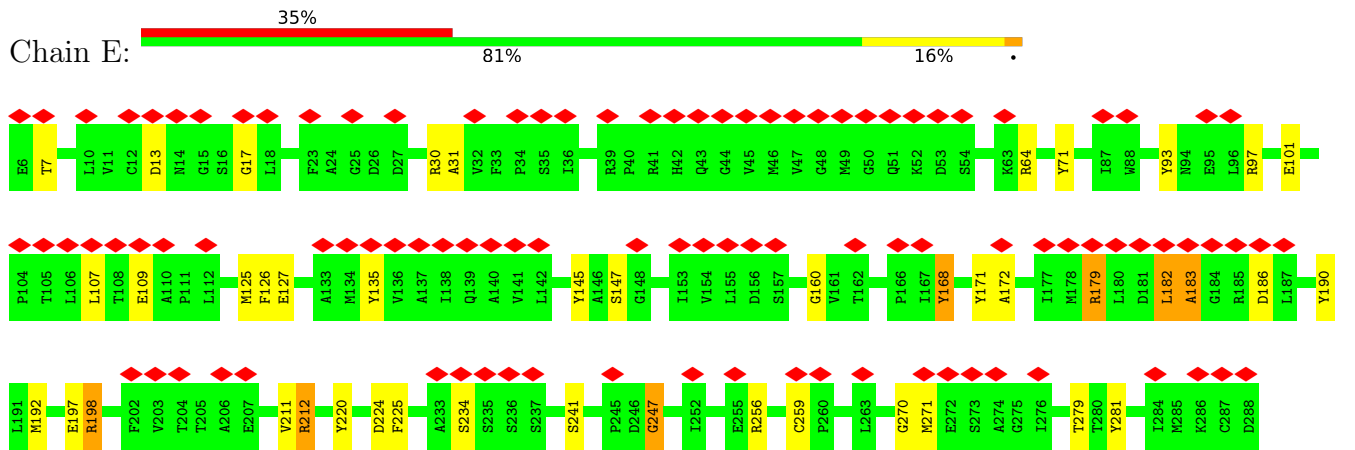 35%
Chain E:
81% 16% •
E6 T7 L10 V11 C12 D13 N14 G15 S16 G17 L18 F23 A24 G25 D26 D27 R30 A31 V32 F33 P34 S35 I36 R39 P40 R41 H42 Q43 G44 V45 M46 V47 G48 M49 G50 Q51 K52 D53 S54 K63 R64 Y71 I87 W88 Y93 N94 E95 L96 R97 E101
P104 T105 L106 L107 T108 E109 A110 P111 L112 M125 F126 E127 A133 M134 Y135 V136 A137 I138 Q139 A140 V141 L142 Y145 A146 S147 G148 I153 V154 L155 D156 S157 G160 V161 T162 P166 I167 Y168 Y171 A172 I177 M178 R179 L180 D181 L182 A183 G184 R185 D186 L187 Y190
L191 M192 E197 R198 F202 V203 T204 T205 A206 E207 V211 R212 Y220 D224 F225 A233 S234 S235 S236 S237 S241 P245 D246 G247 I252 E255 R256 C259 P260 L263 G270 M271 E272 S273 A274 G275 I276 T279 T280 Y281 I284 M285 K286 C287 D288